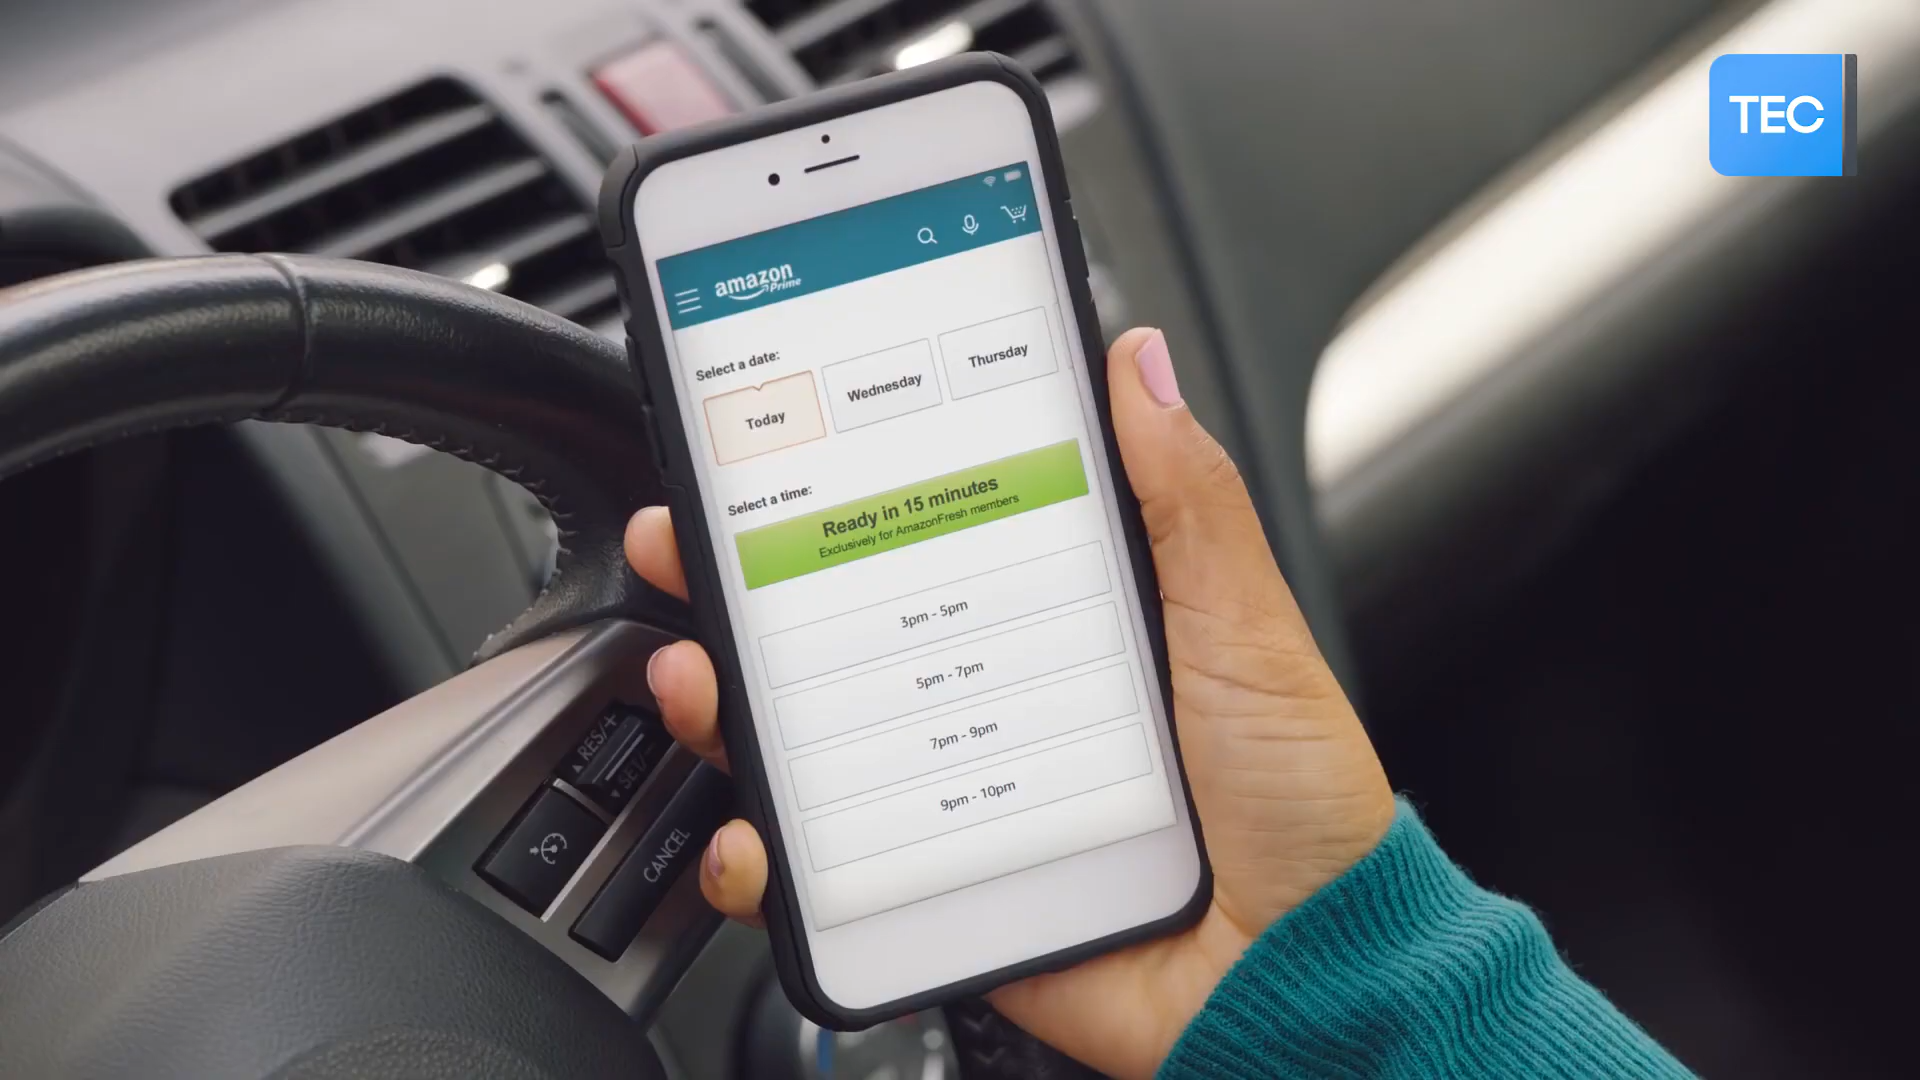 TEC
amazon
Prime
Select a date:
Today
Wednesday
Thursday
Select a time:
Ready in 15 minutes
Exclusively for AmazonFresh members
3pm - 5pm
5pm - 7pm
7pm - 9pm
9pm - 10pm
RES/+
SET/-
CANCEL